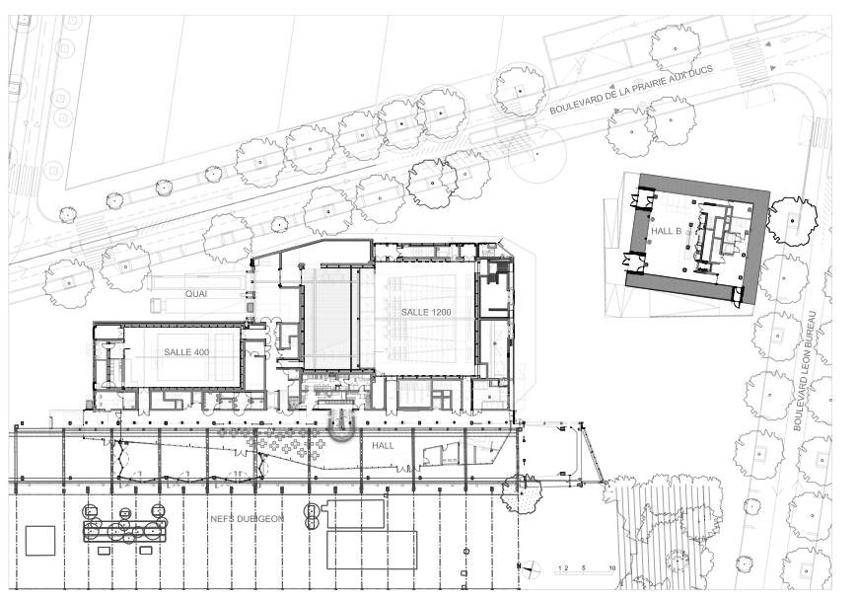 BOULEVARD DE LA PRAIRIE AUX DUCS
HALL B
QUAI
SALLE 1200
SALLE 400
BOULEVARD LEON BUREAU
HALL
NEFS DUBIGEON
N
1 2 5 10